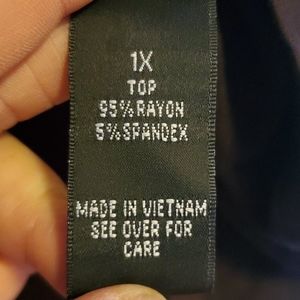 1X
TOP
95%RAYON
5%SPANDEX
MADE IN VIETNAM
SEE OVER FOR
CARE